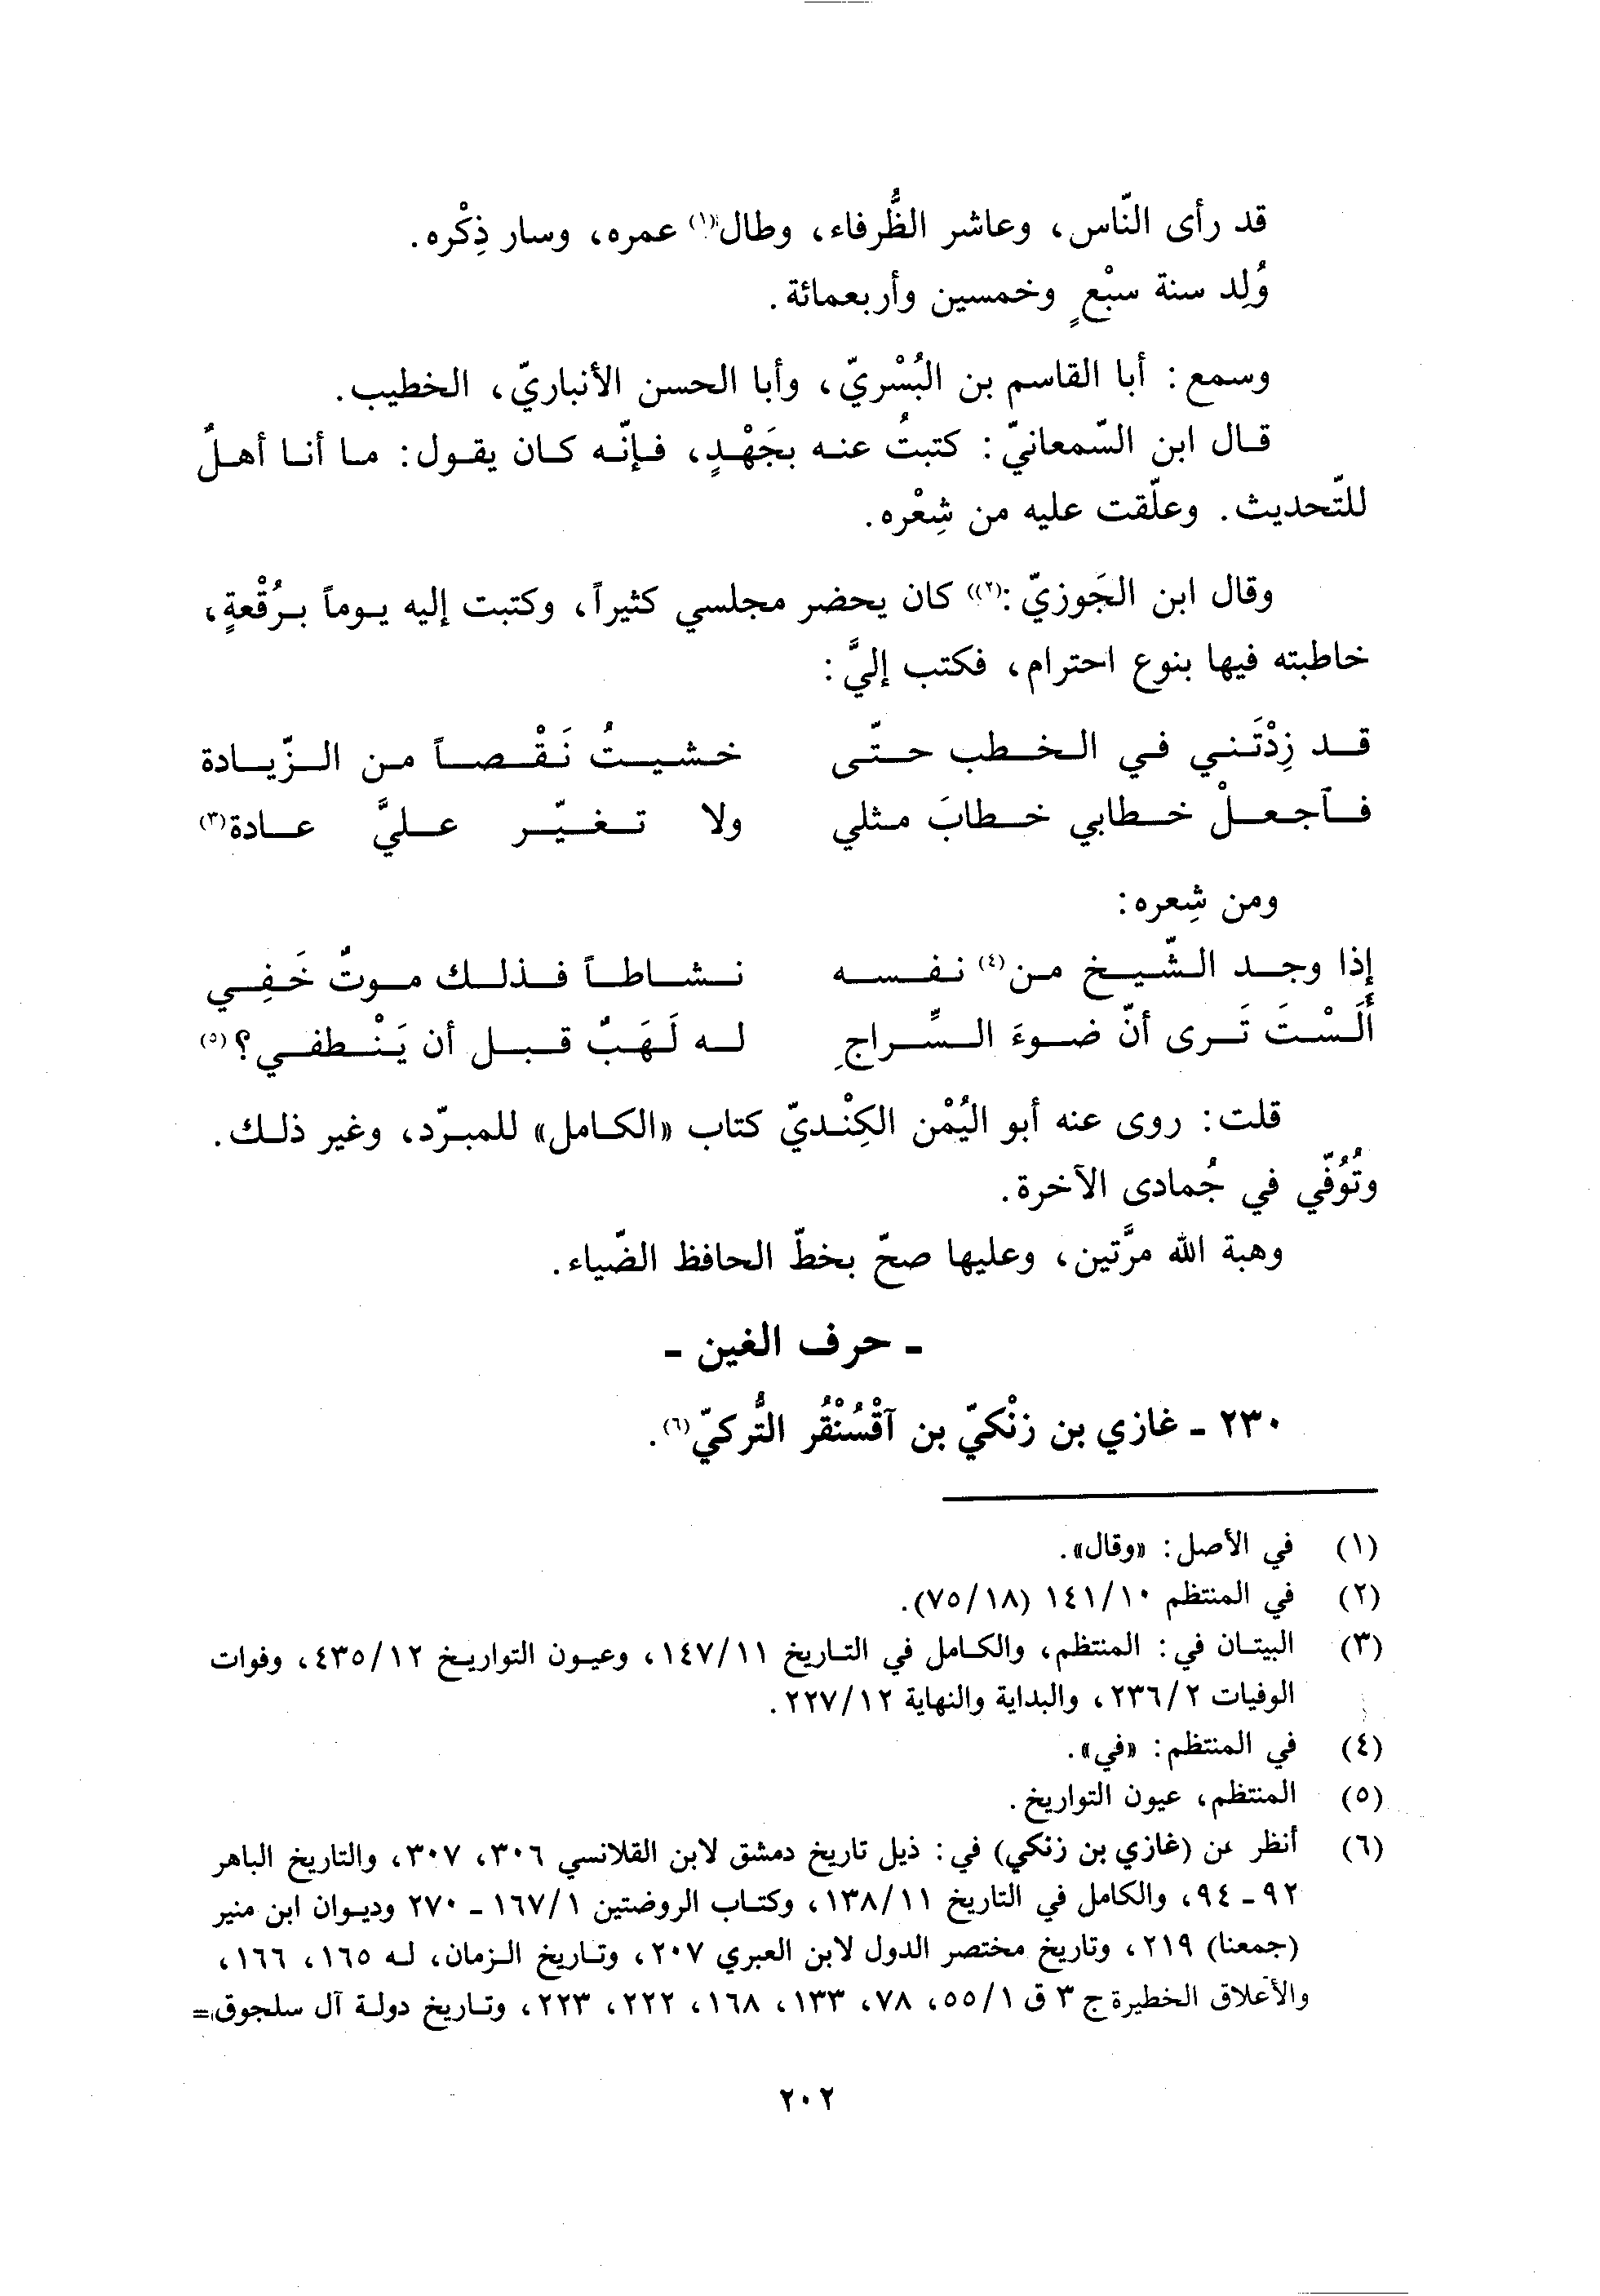 قد رأى النّاس، وعاشر الظُّرفاء، وطال(١) عمره، وسار ذِكْره.
وُلِد سنة سبْعٍ وخمسين وأربعمائة.
وسمع: أبا القاسم بن البُسْريّ، وأبا الحسن الأنباريّ، الخطيب.
قال ابن السّمعانيّ: كتبتُ عنه بجَهْدٍ، فإنّه كان يقول: ما أنا أهلٌ
للتّحديث. وعلّقت عليه من شِعْره.
وقال ابن الجَوزيّ:(٢) كان يحضر مجلسي كثيراً، وكتبت إليه يوماً برُقْعةٍ،
خاطبته فيها بنوع احترام، فكتب إليَّ:
قد زِدْتَني في الخطب حتّى خشيتُ نَقْصاً من الزّيادة
فآجعلْ خطابي خطابَ مثلي ولا تغيّر عليَّ عادة(٣)
ومن شِعره:
إذا وجد الشّيخ من(٤) نفسه نشاطاً فذلك موتٌ خَفِي
أَلَسْتَ تَرى أنّ ضوءَ السِّراجِ له لَهَبٌ قبل أن يَنْطفي؟(٥)
قلت: روى عنه أبو اليُمْن الكِنْديّ كتاب «الكامل» للمبرّد، وغير ذلك.
وتُوُفّي في جُمادى الآخرة.
وهبة الله مرَّتين، وعليها صحّ بخطّ الحافظ الضّياء.
- حرف الغين -
٢٣٠ - غازي بن زنْكيّ بن آقْسُنْقُر التُّركيّ(٦).
(١) في الأصل: «وقال».
(٢) في المنتظم ١٤١/١٠ (٧٥/١٨).
(٣) البيتان في: المنتظم، والكامل في التاريخ ١٤٧/١١، وعيون التواريخ ٤٣٥/١٢، وفوات
الوفيات ٢٣٦/٢، والبداية والنهاية ٢٢٧/١٢.
(٤) في المنتظم: «في».
(٥) المنتظم، عيون التواريخ.
(٦) أنظر عن (غازي بن زنكي) في: ذيل تاريخ دمشق لابن القلانسي ٣٠٦، ٣٠٧، والتاريخ الباهر
٩٢ - ٩٤، والكامل في التاريخ ١٣٨/١١، وكتاب الروضتين ١٦٧/١ - ٢٧٠ وديوان ابن منير
(جمعنا) ٢١٩، وتاريخ مختصر الدول لابن العبري ٢٠٧، وتاريخ الزمان، له ١٦٥، ١٦٦،
والأعلاق الخطيرة ج ٣ ق ٥٥/١، ٧٨، ١٣٣، ١٦٨، ٢٢٢، ٢٢٣، وتاريخ دولة آل سلجوق =
٢٠٢